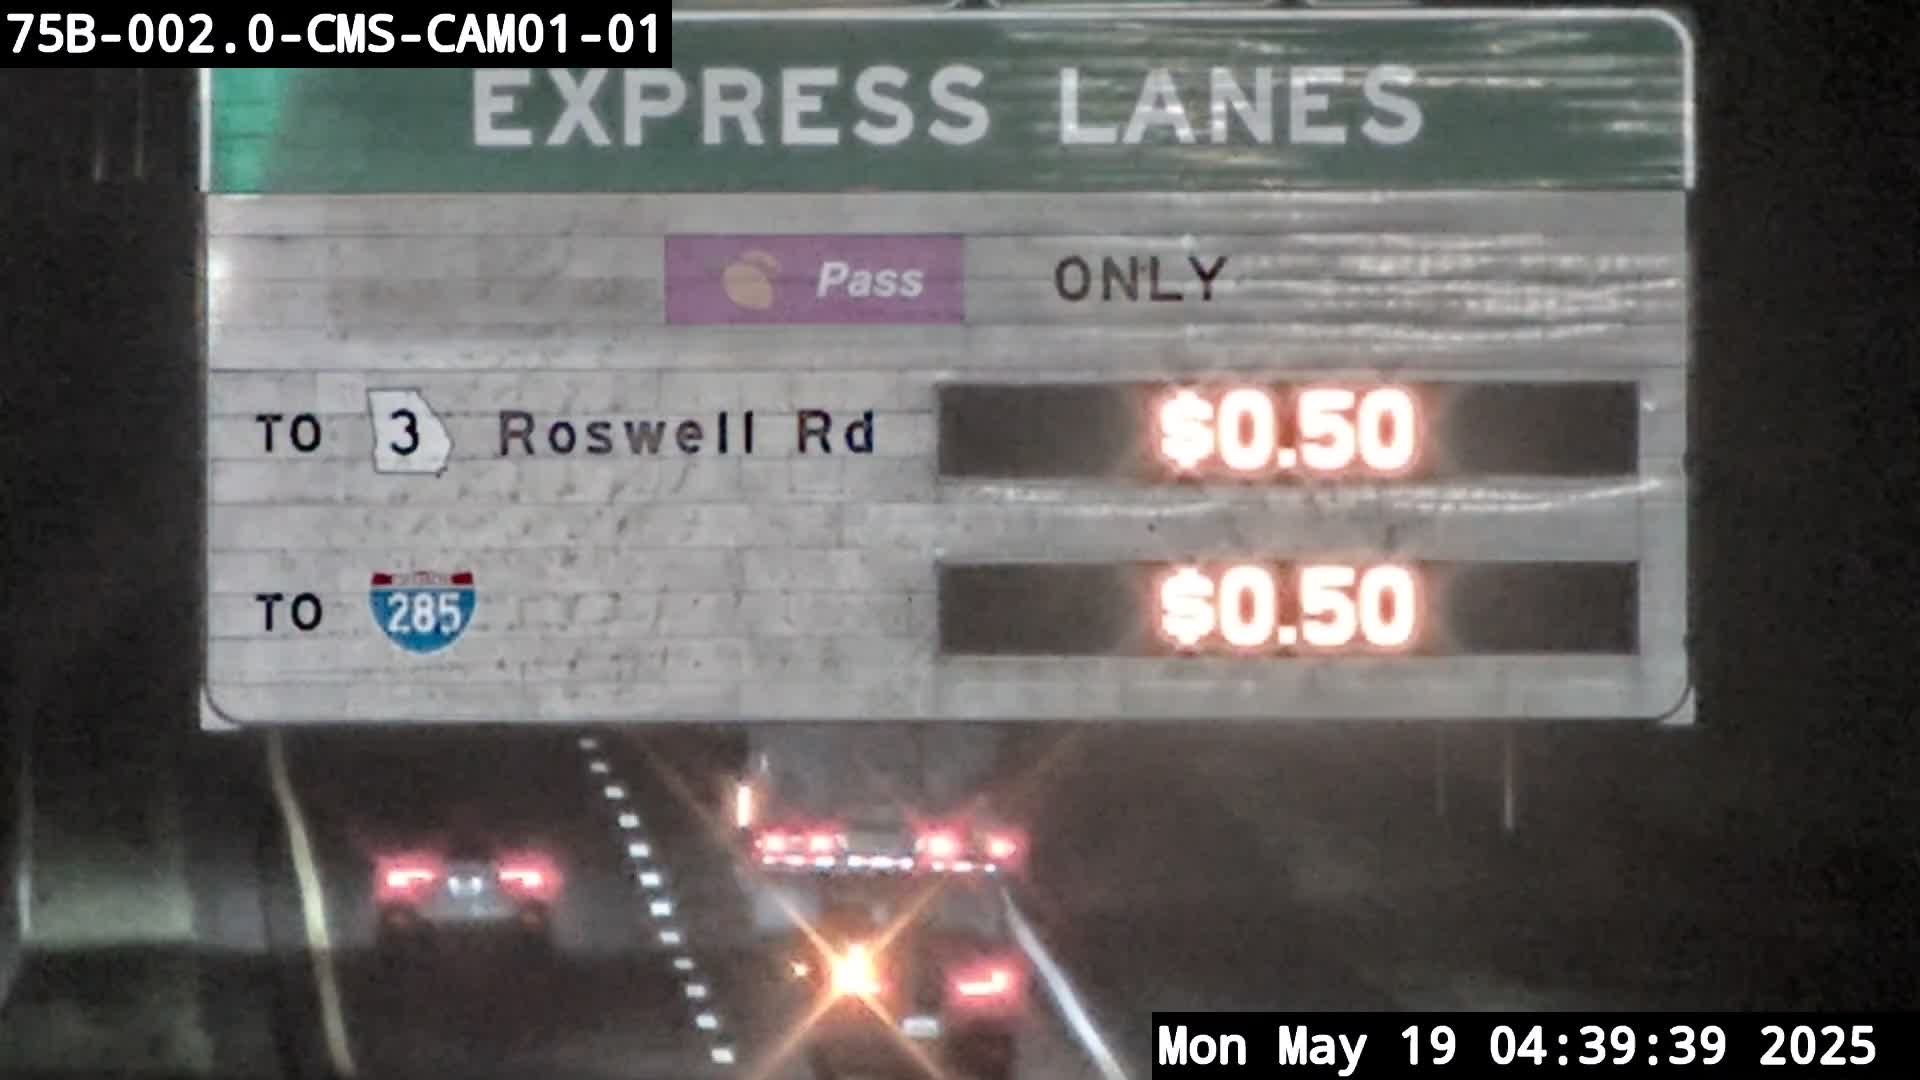 75B-002.0-CMS-CAM01-01
EXPRESS LANES
Pass ONLY
TO 3 Roswell Rd $0.50
TO 285 $0.50
Mon May 19 04:39:39 2025